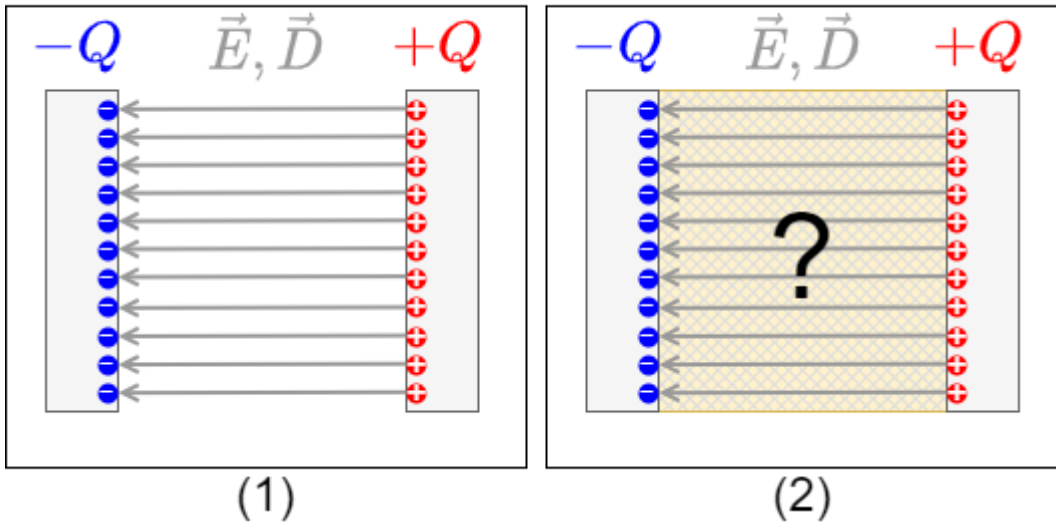 −Q E⃗, D⃗ +Q
−Q E⃗, D⃗ +Q
?
(1)
(2)